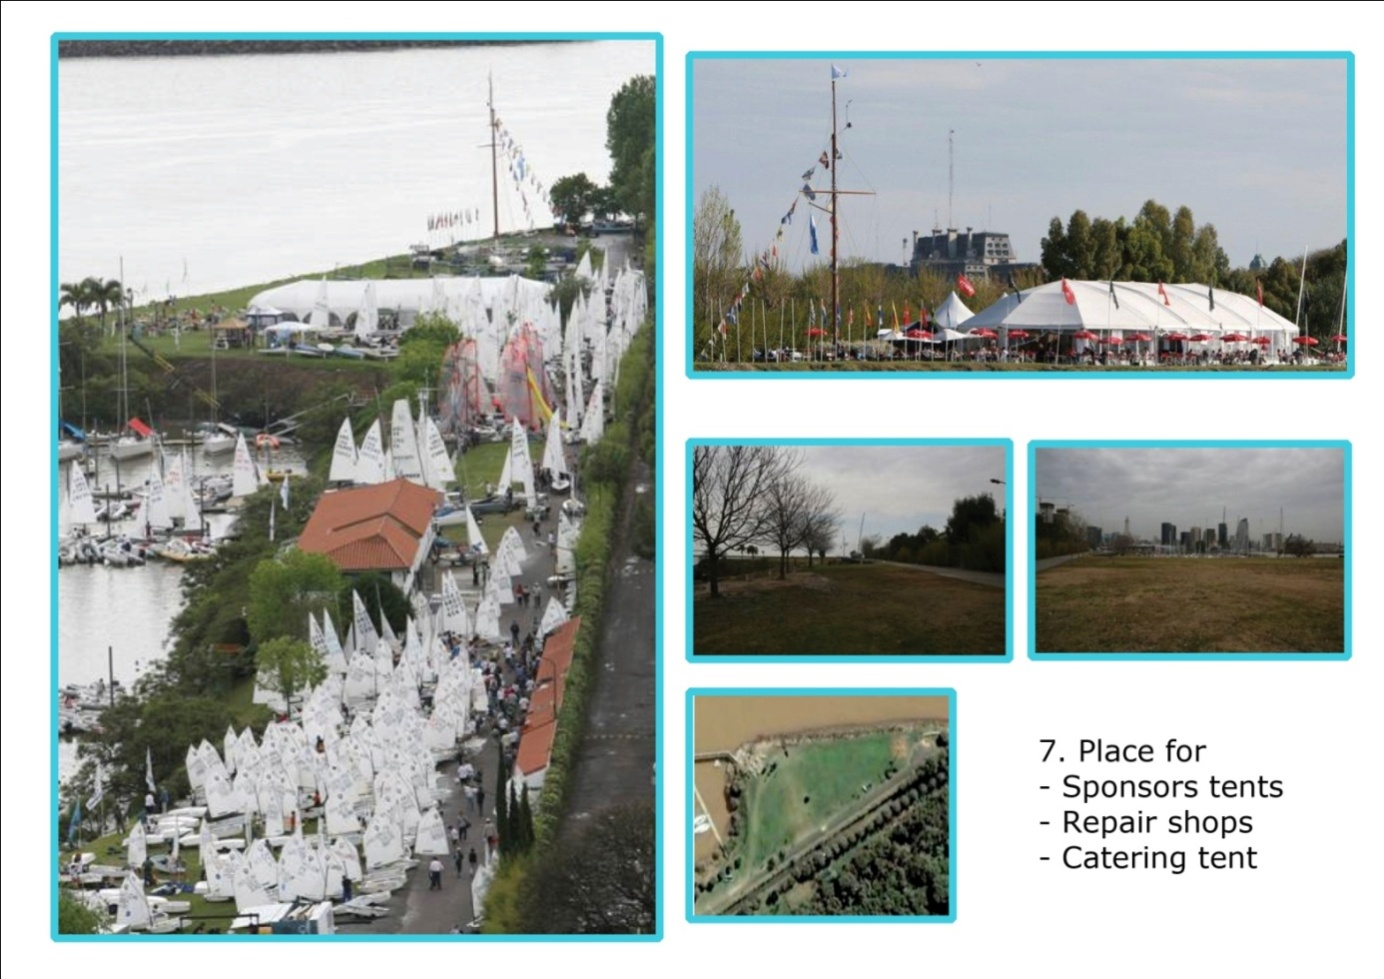 7. Place for
- Sponsors tents
- Repair shops
- Catering tent